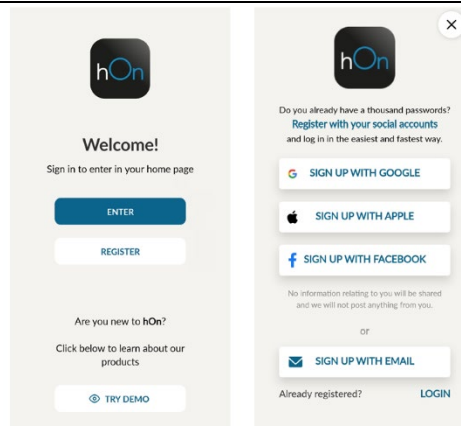 hOn
Welcome!
Sign in to enter in your home page
ENTER
REGISTER
Are you new to hOn?
Click below to learn about our
products
TRY DEMO
hOn
Do you already have a thousand passwords?
Register with your social accounts
and log in in the easiest and fastest way.
SIGN UP WITH GOOGLE
SIGN UP WITH APPLE
SIGN UP WITH FACEBOOK
No information relating to you will be shared
and we will not post anything from you.
or
SIGN UP WITH EMAIL
Already registered? LOGIN